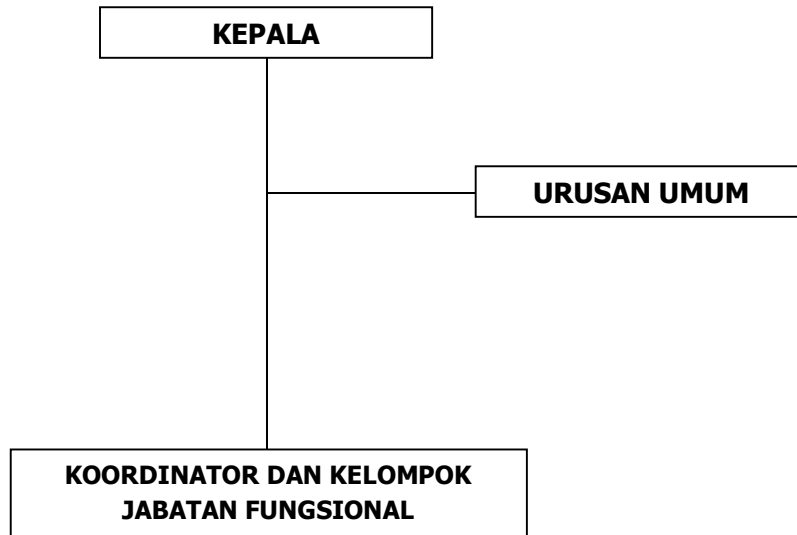 KEPALA
URUSAN UMUM
KOORDINATOR DAN KELOMPOK
JABATAN FUNGSIONAL